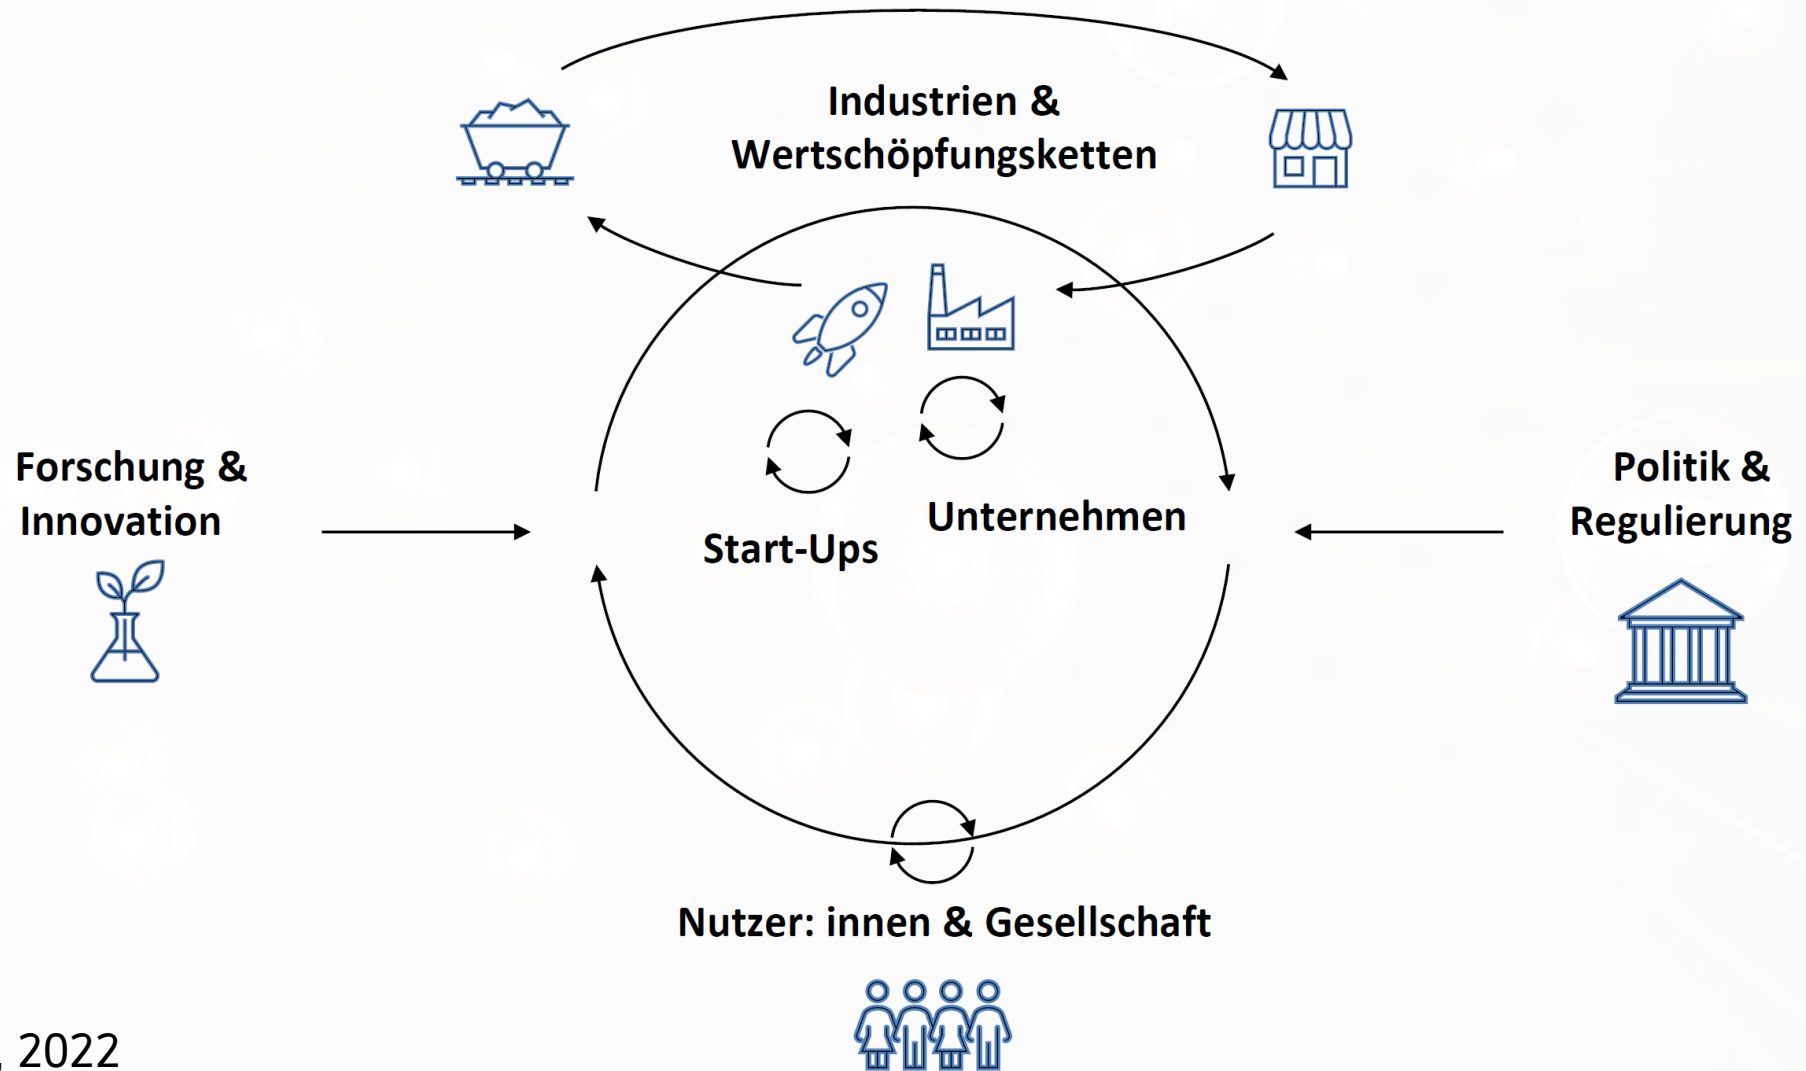 Industrien &
Wertschöpfungsketten
Forschung &
Innovation
Politik &
Regulierung
Unternehmen
Start-Ups
Nutzer: innen & Gesellschaft
, 2022